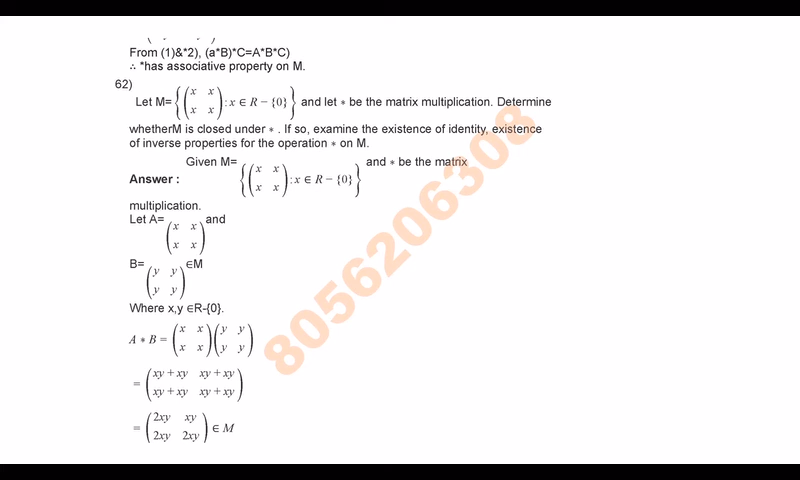 From (1)&*2), (a*B)*C=A*B*C)
∴ *has associative property on M.
62)
Let M= {(x x x x) : x ∈ R − {0}} and let ∗ be the matrix multiplication. Determine
whetherM is closed under ∗ . If so, examine the existence of identity, existence
of inverse properties for the operation ∗ on M.
Given M= {(x x x x) : x ∈ R − {0}} and ∗ be the matrix
Answer :
multiplication.
Let A= (x x x x) and
B= (y y y y) ∈M
Where x,y ∈R-{0}.
A ∗ B = (x x x x)(y y y y)
= (xy + xy xy + xy xy + xy xy + xy)
= (2xy xy 2xy 2xy) ∈ M
8056206308